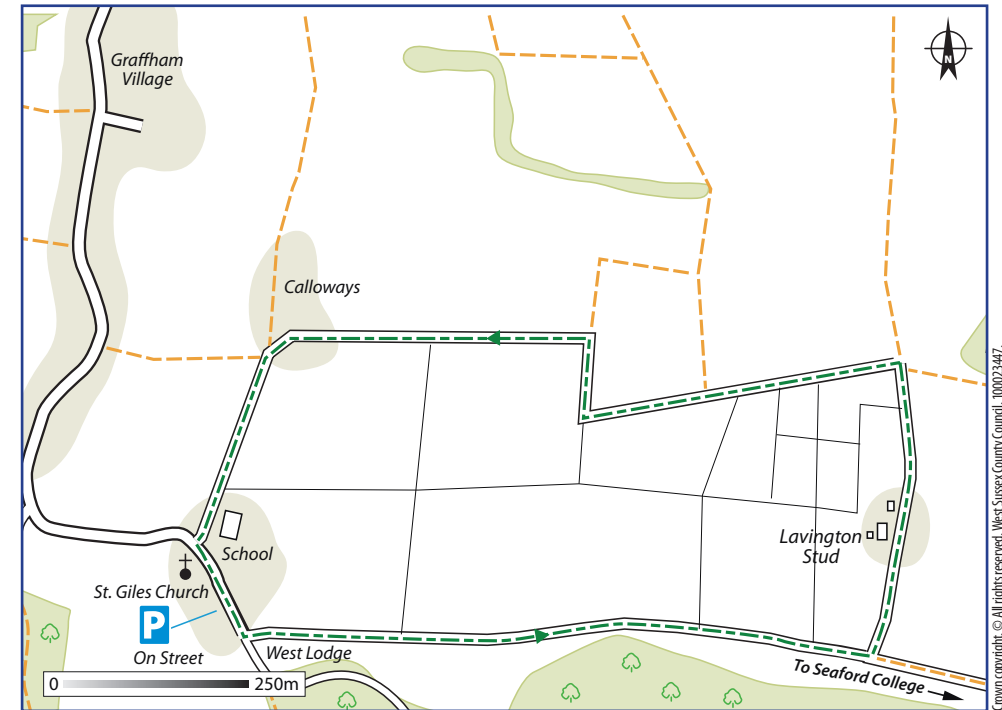 Graffham
Village
N
Calloways
School
St. Giles Church
P
On Street
West Lodge
Lavington
Stud
To Seaford College
0 250m
Crown copyright. © All rights reserved. West Sussex County Council. 100023447.